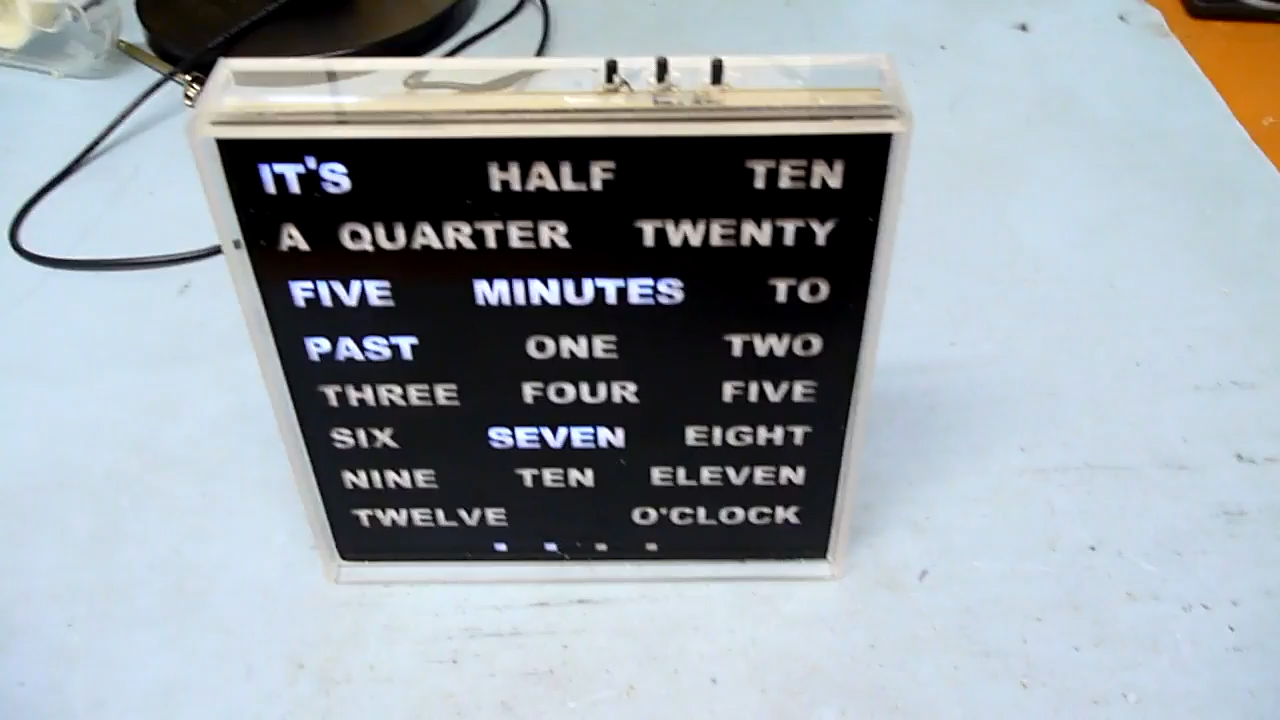 IT'S HALF TEN
A QUARTER TWENTY
FIVE MINUTES TO
PAST ONE TWO
THREE FOUR FIVE
SIX SEVEN EIGHT
NINE TEN ELEVEN
TWELVE O'CLOCK